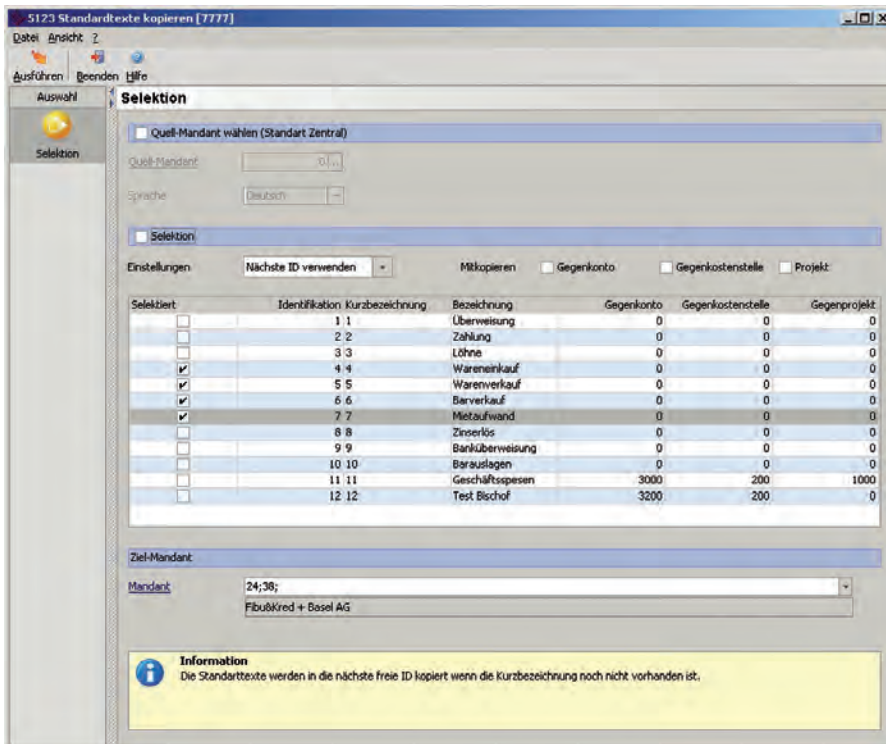 5123 Standardtexte kopieren [7777]
Datei Ansicht ?
Ausführen Beenden Hilfe
Auswahl
Selektion
Selektion
Quell-Mandant wählen (Standart Zentral)
Quell-Mandant 0 ...
Sprache Deutsch
Selektion
Einstellungen Nächste ID verwenden Mitkopieren Gegenkonto Gegenkostenstelle Projekt
Selektiert Identifikation Kurzbezeichnung Bezeichnung Gegenkonto Gegenkostenstelle Gegenprojekt
1 1 Überweisung 0 0 0
2 2 Zahlung 0 0 0
3 3 Löhne 0 0 0
4 4 Wareneinkauf 0 0 0
5 5 Warenverkauf 0 0 0
6 6 Barverkauf 0 0 0
7 7 Mietaufwand 0 0 0
8 8 Zinserlös 0 0 0
9 9 Banküberweisung 0 0 0
10 10 Barauslagen 0 0 0
11 11 Geschäftsspesen 3000 200 1000
12 12 Test Bischof 3200 200 0
Ziel-Mandant
Mandant 24;38;
Fibu&Kred + Basel AG
Information
Die Standarttexte werden in die nächste freie ID kopiert wenn die Kurzbezeichnung noch nicht vorhanden ist.